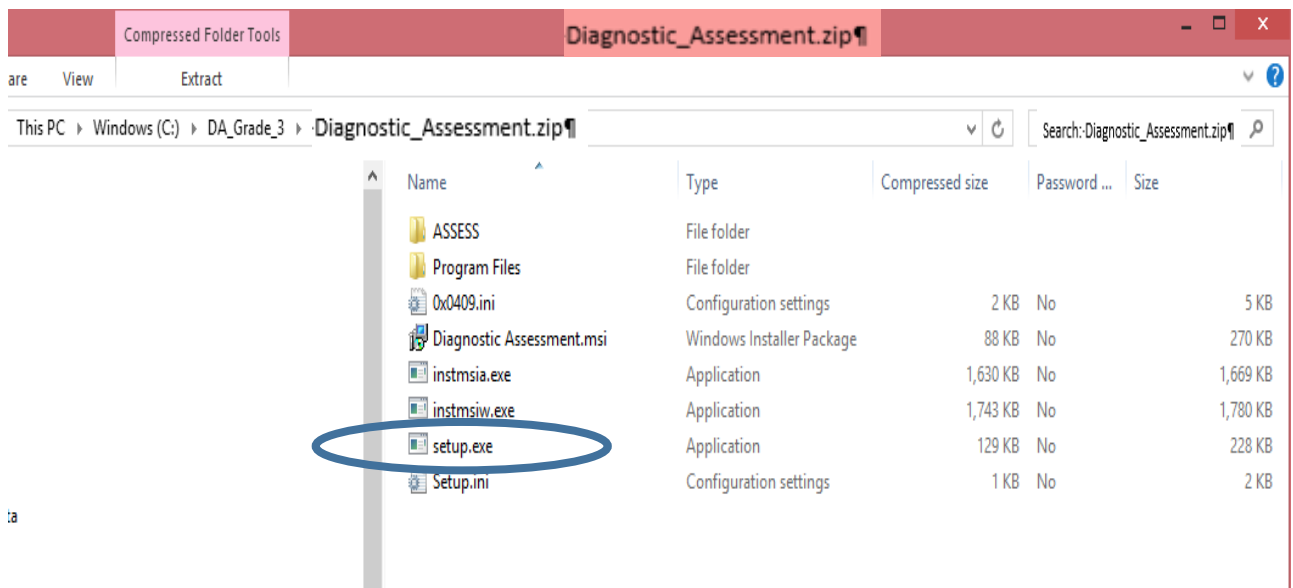 Compressed Folder Tools Diagnostic_Assessment.zip¶ X
are View Extract ?
This PC Windows (C:) DA_Grade_3 ·Diagnostic_Assessment.zip¶ Search:·Diagnostic_Assessment.zip¶
Name Type Compressed size Password ... Size
ASSESS File folder
Program Files File folder
0x0409.ini Configuration settings 2 KB No 5 KB
Diagnostic Assessment.msi Windows Installer Package 88 KB No 270 KB
instmsia.exe Application 1,630 KB No 1,669 KB
instmsiw.exe Application 1,743 KB No 1,780 KB
setup.exe Application 129 KB No 228 KB
Setup.ini Configuration settings 1 KB No 2 KB
ta